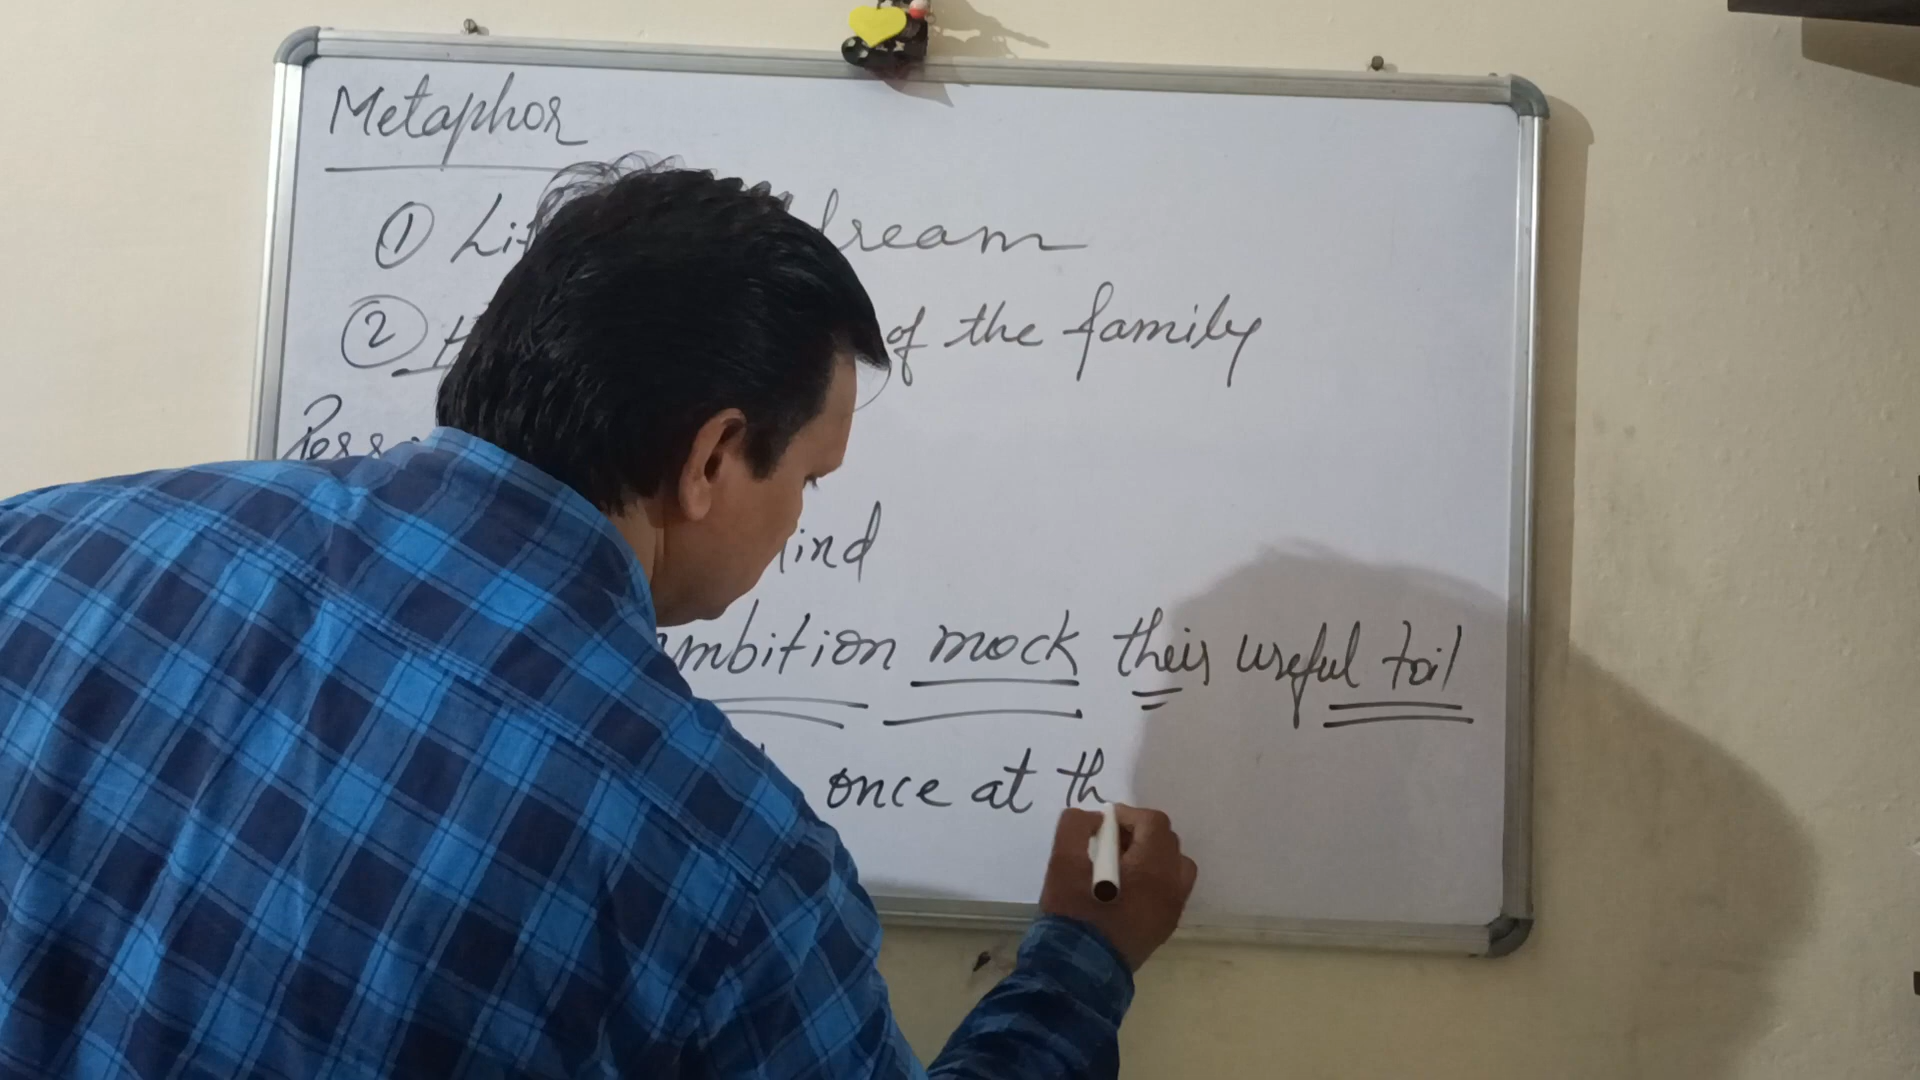 Metaphor
① Lif dream
② H of the family
Pers
ind
mbition mock their useful toil
once at th